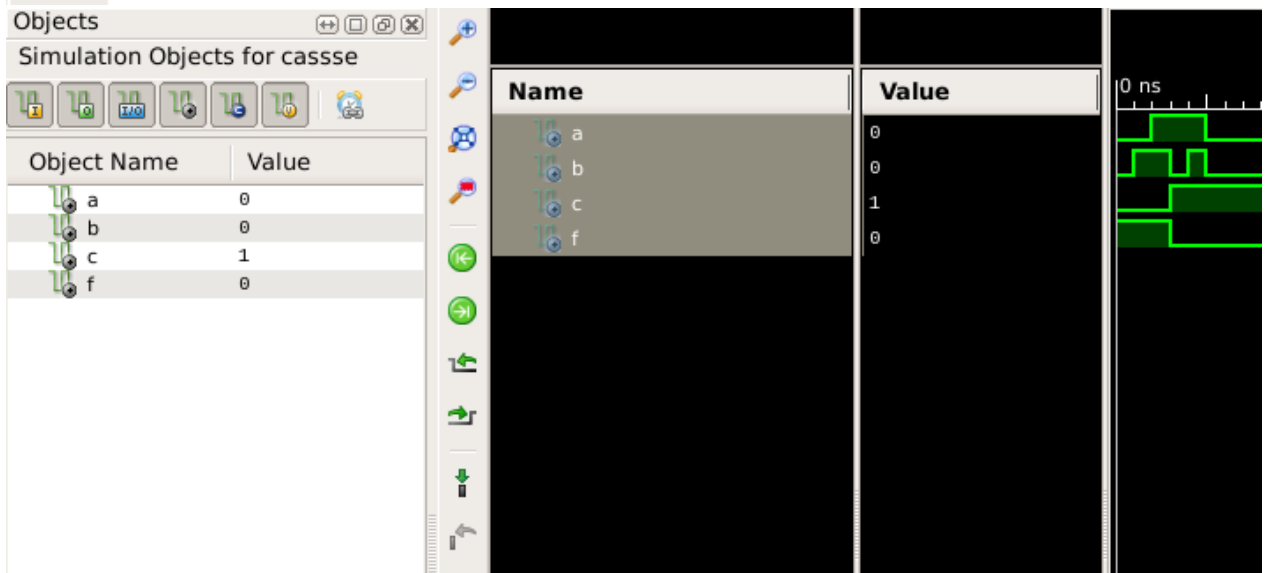 Objects
Simulation Objects for cassse
I O I/O C V
Object Name Value
a 0
b 0
c 1
f 0
Name Value
a 0
b 0
c 1
f 0
0 ns